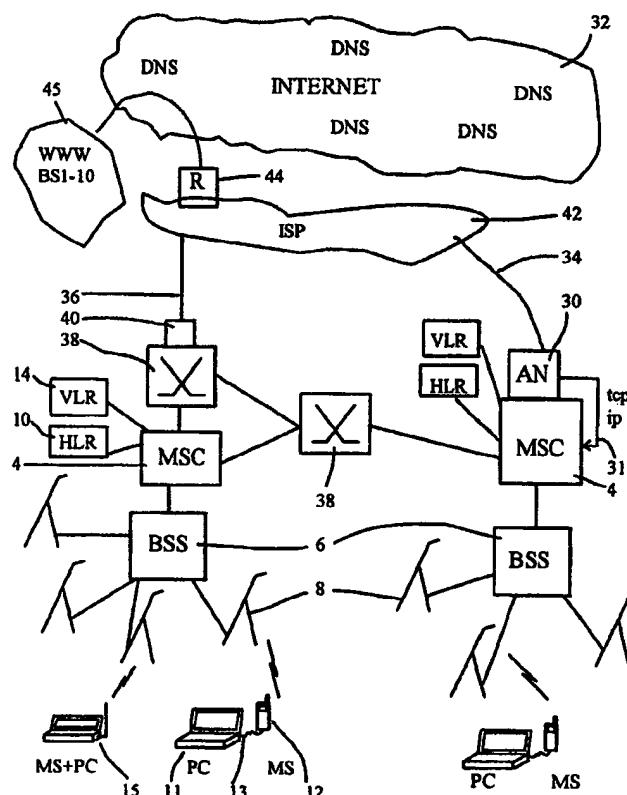 32
DNS
DNS
INTERNET
DNS
DNS
DNS
45
WWW
BS1-10
R
44
ISP
42
34
36
40
38
30
VLR
AN
HLR
tcp
ip
14
VLR
10
HLR
4
MSC
38
MSC
31
4
BSS
6
BSS
8
MS+PC
15
PC
11
13
MS
12
PC
MS